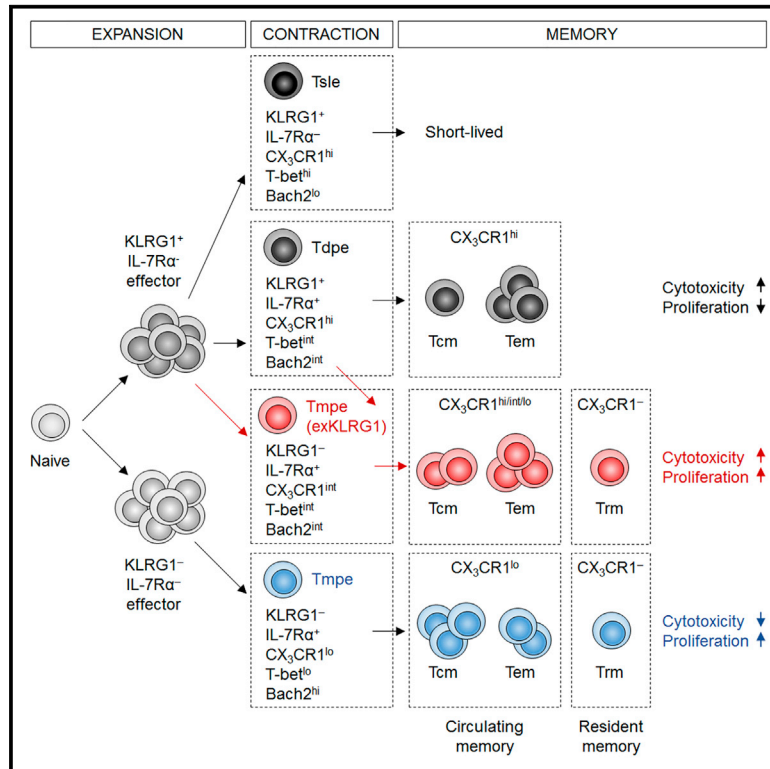 EXPANSION
CONTRACTION
MEMORY
Tsle
KLRG1⁺
IL-7Rα⁻
CX₃CR1ʰⁱ
T-betʰⁱ
Bach2ˡᵒ
Short-lived
KLRG1⁺
IL-7Rα⁻
effector
Tdpe
KLRG1⁺
IL-7Rα⁺
CX₃CR1ʰⁱ
T-betⁱⁿᵗ
Bach2ⁱⁿᵗ
CX₃CR1ʰⁱ
Tcm
Tem
Cytotoxicity ↑
Proliferation ↓
Naive
Tmpe
(exKLRG1)
KLRG1⁻
IL-7Rα⁺
CX₃CR1ⁱⁿᵗ
T-betⁱⁿᵗ
Bach2ⁱⁿᵗ
CX₃CR1ʰⁱ/ⁱⁿᵗ/ˡᵒ
Tcm
Tem
CX₃CR1⁻
Trm
Cytotoxicity ↑
Proliferation ↑
KLRG1⁻
IL-7Rα⁻
effector
Tmpe
KLRG1⁻
IL-7Rα⁺
CX₃CR1ˡᵒ
T-betˡᵒ
Bach2ʰⁱ
CX₃CR1ˡᵒ
Tcm
Tem
CX₃CR1⁻
Trm
Cytotoxicity ↓
Proliferation ↑
Circulating
memory
Resident
memory